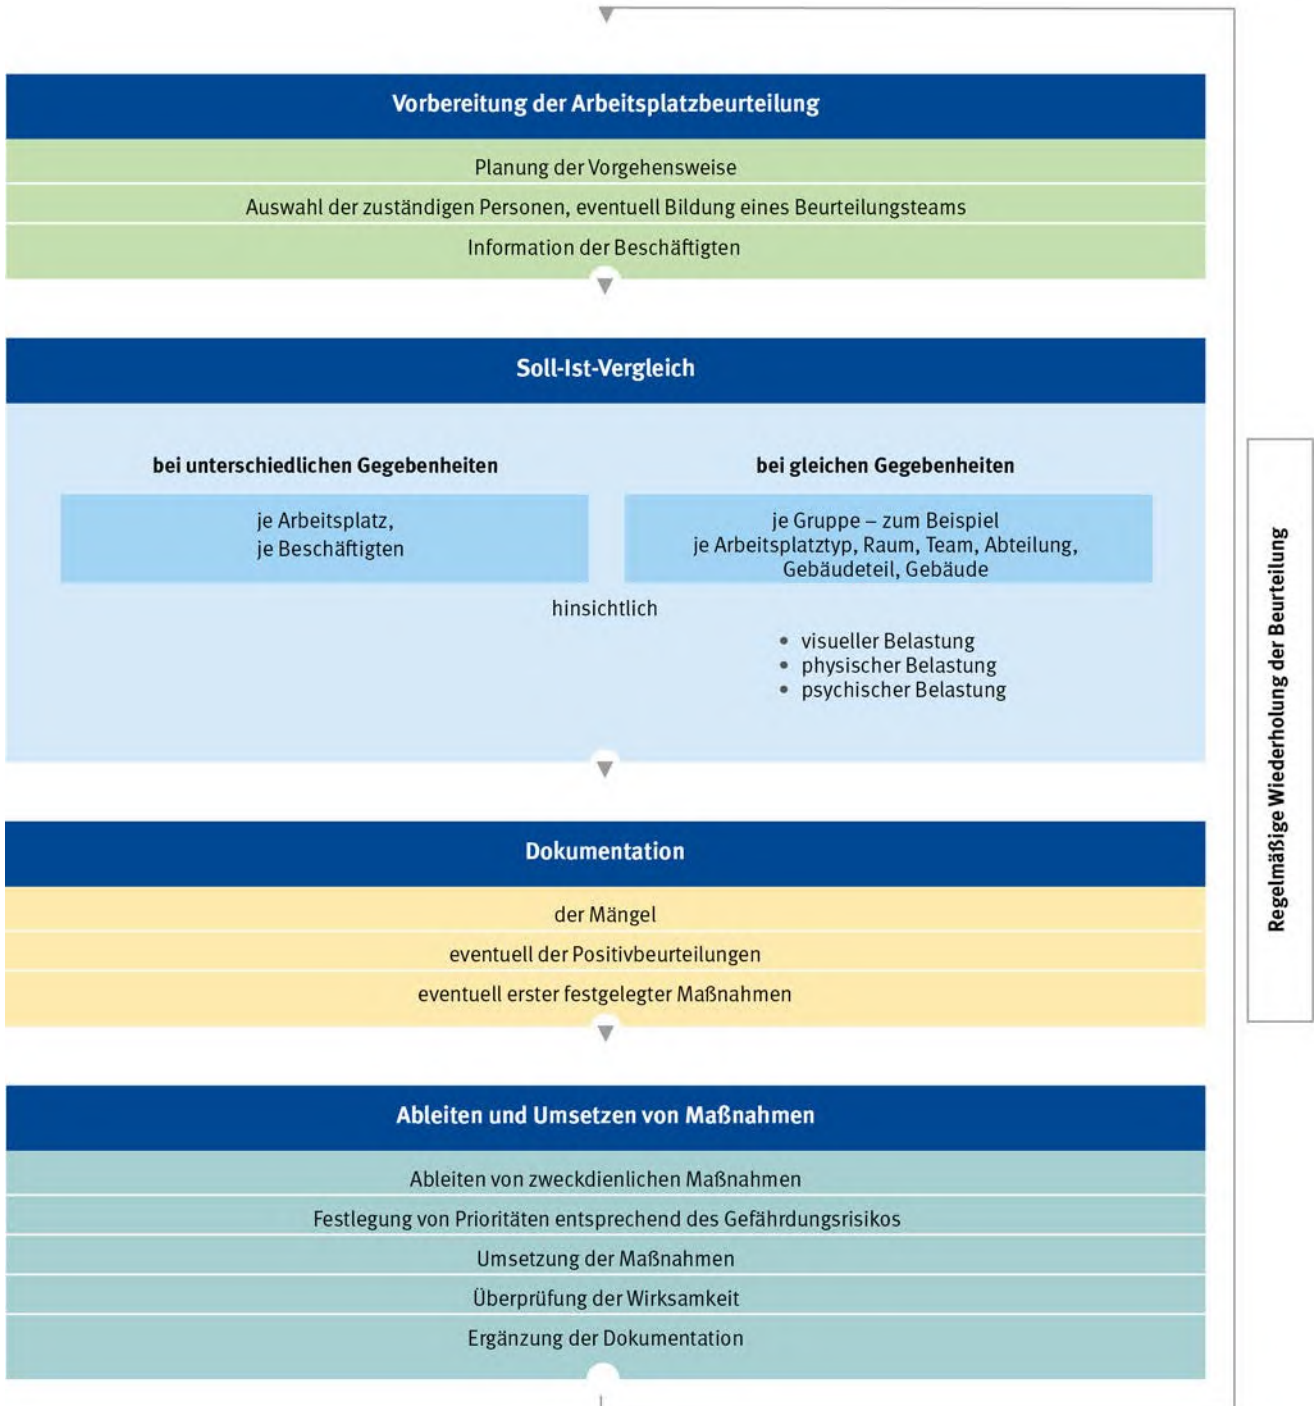 Vorbereitung der Arbeitsplatzbeurteilung
Planung der Vorgehensweise
Auswahl der zuständigen Personen, eventuell Bildung eines Beurteilungsteams
Information der Beschäftigten
Soll-Ist-Vergleich
bei unterschiedlichen Gegebenheiten
je Arbeitsplatz,
je Beschäftigten
bei gleichen Gegebenheiten
je Gruppe – zum Beispiel
je Arbeitsplatztyp, Raum, Team, Abteilung,
Gebäudeteil, Gebäude
hinsichtlich
• visueller Belastung
• physischer Belastung
• psychischer Belastung
Dokumentation
der Mängel
eventuell der Positivbeurteilungen
eventuell erster festgelegter Maßnahmen
Ableiten und Umsetzen von Maßnahmen
Ableiten von zweckdienlichen Maßnahmen
Festlegung von Prioritäten entsprechend des Gefährdungsrisikos
Umsetzung der Maßnahmen
Überprüfung der Wirksamkeit
Ergänzung der Dokumentation
Regelmäßige Wiederholung der Beurteilung